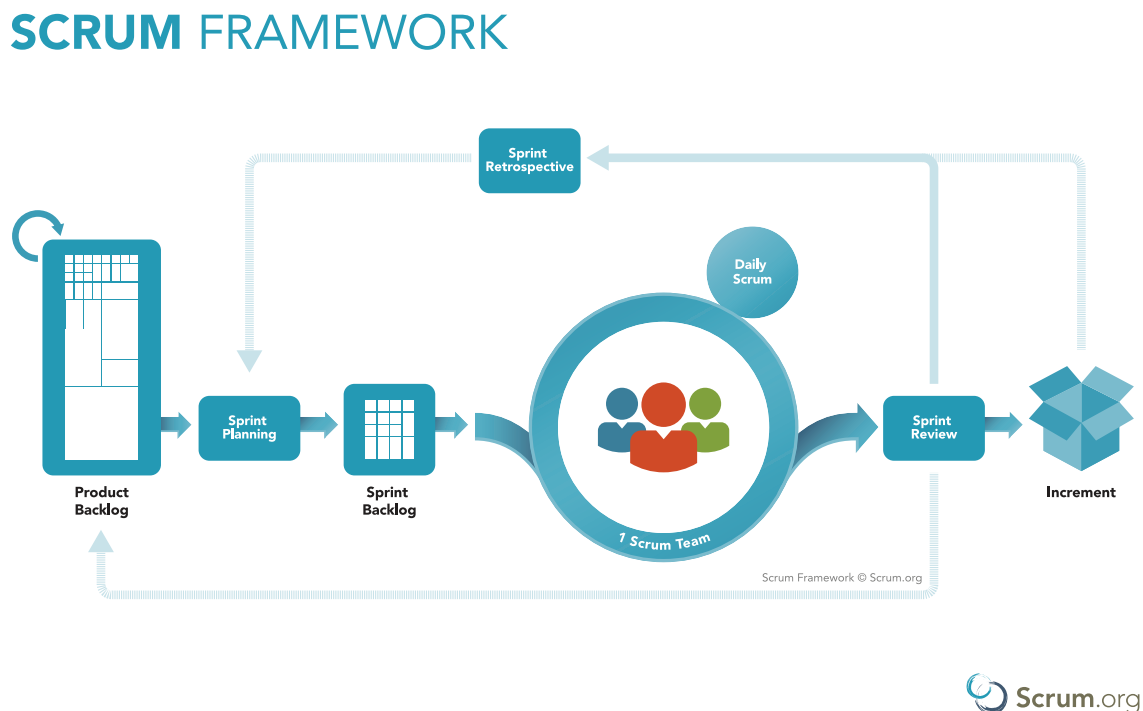 SCRUM FRAMEWORK
Sprint
Retrospective
Daily
Scrum
Sprint
Planning
Sprint
Review
Product
Backlog
Sprint
Backlog
Increment
1 Scrum Team
Scrum Framework © Scrum.org
Scrum.org